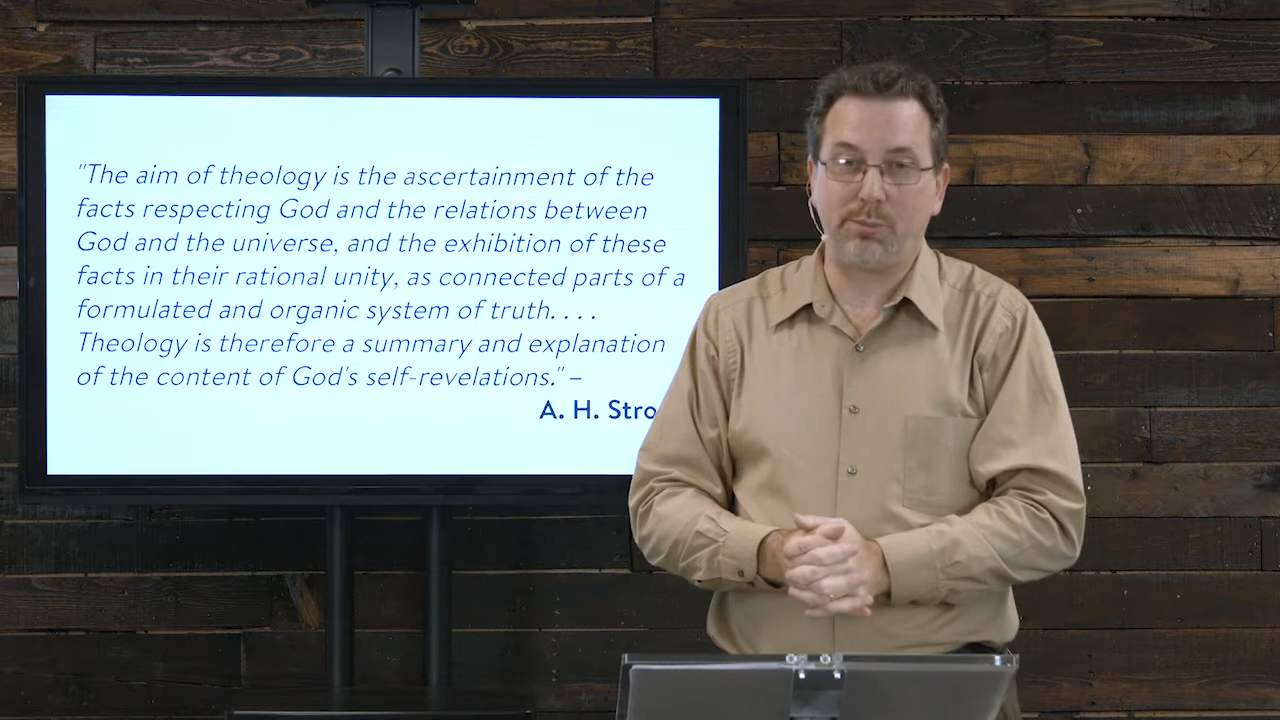 "The aim of theology is the ascertainment of the
facts respecting God and the relations between
God and the universe, and the exhibition of these
facts in their rational unity, as connected parts of a
formulated and organic system of truth. . . .
Theology is therefore a summary and explanation
of the content of God's self-revelations." –
A. H. Stro